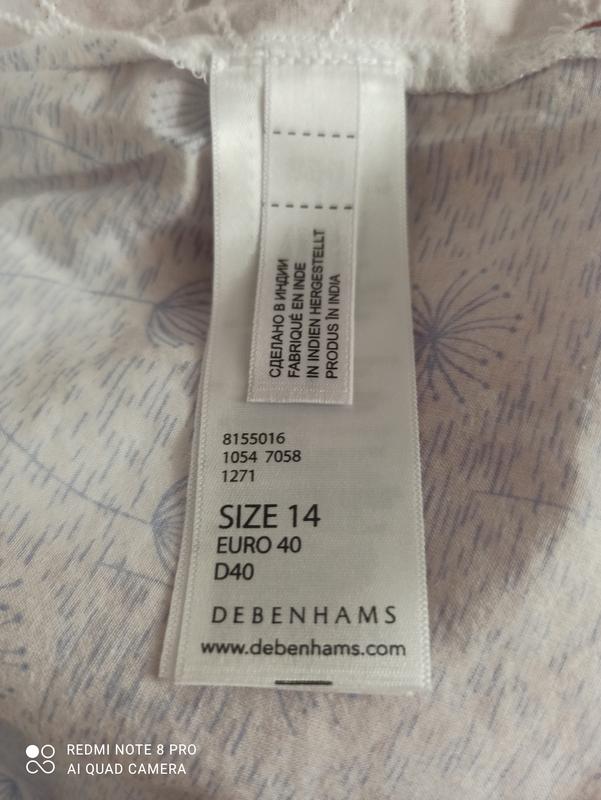 СДЕЛАНО В ИНДИИ
FABRIQUÉ EN INDE
IN INDIEN HERGESTELLT
PRODUS ÎN INDIA
8155016
1054 7058
1271
SIZE 14
EURO 40
D40
DEBENHAMS
www.debenhams.com
REDMI NOTE 8 PRO
AI QUAD CAMERA